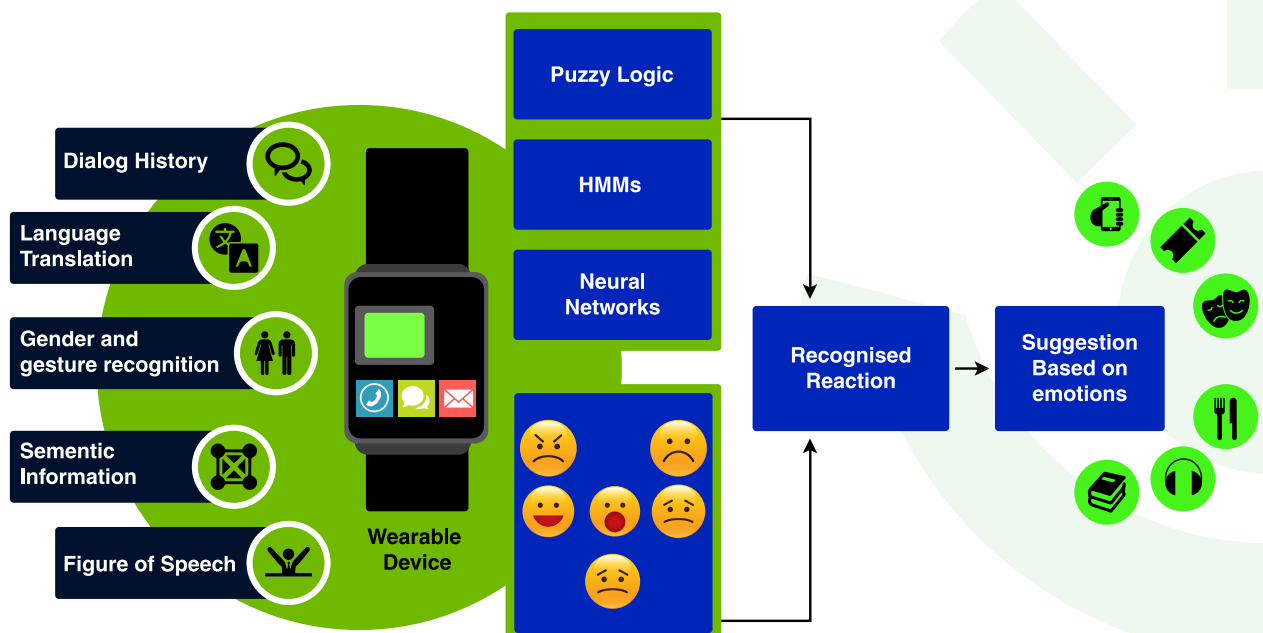 Dialog History
Language
Translation
Gender and
gesture recognition
Sementic
Information
Figure of Speech
Wearable
Device
Puzzy Logic
HMMs
Neural
Networks
Recognised
Reaction
Suggestion
Based on
emotions
文
A